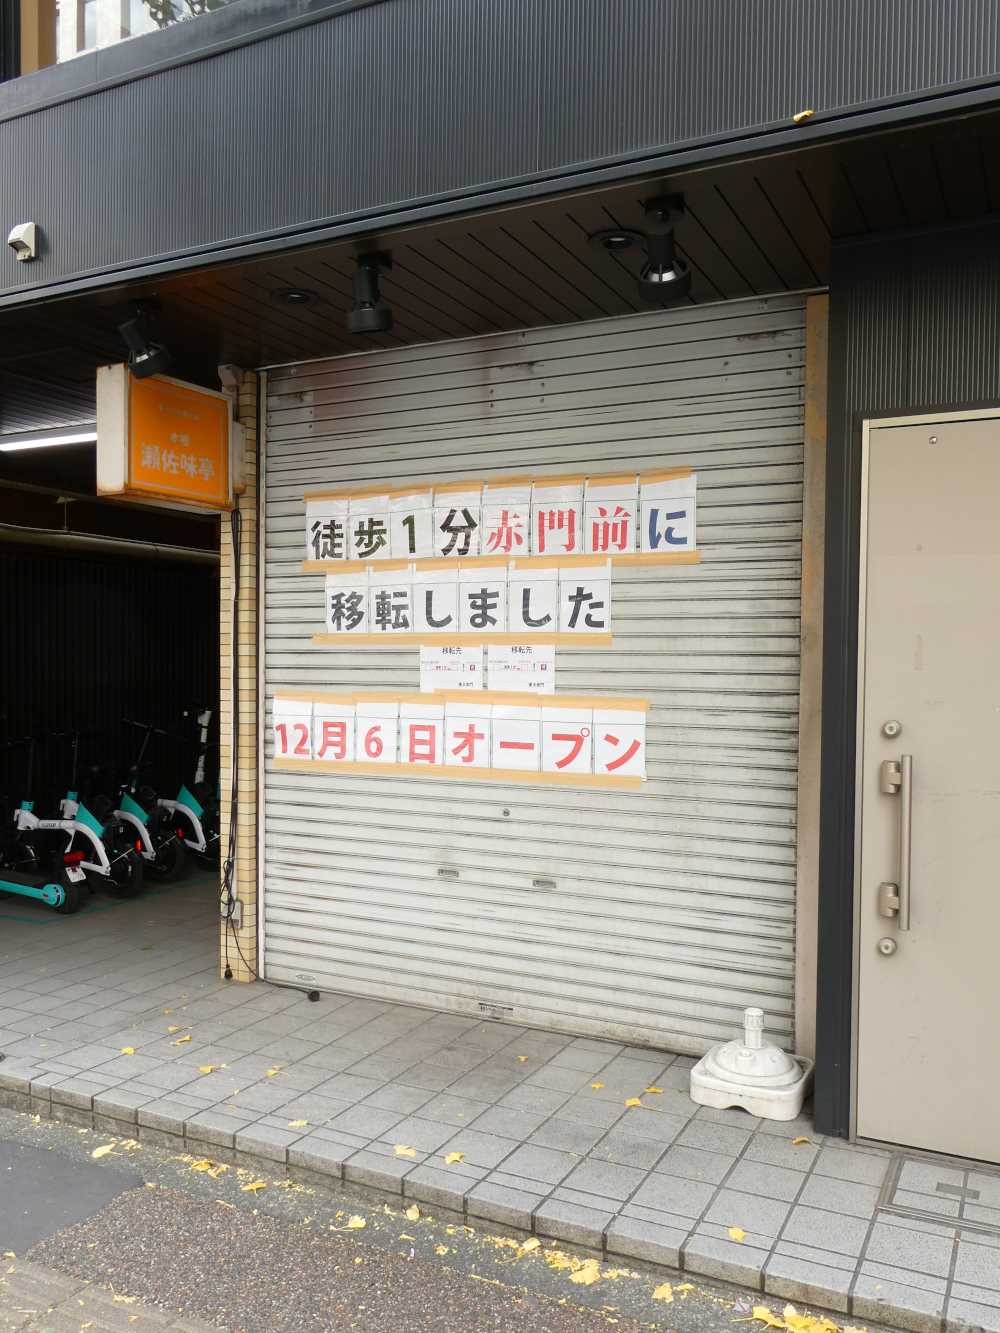 本郷
瀬佐味亭
徒歩1分赤門前に
移転しました
移転先
移転先
12月6日オープン